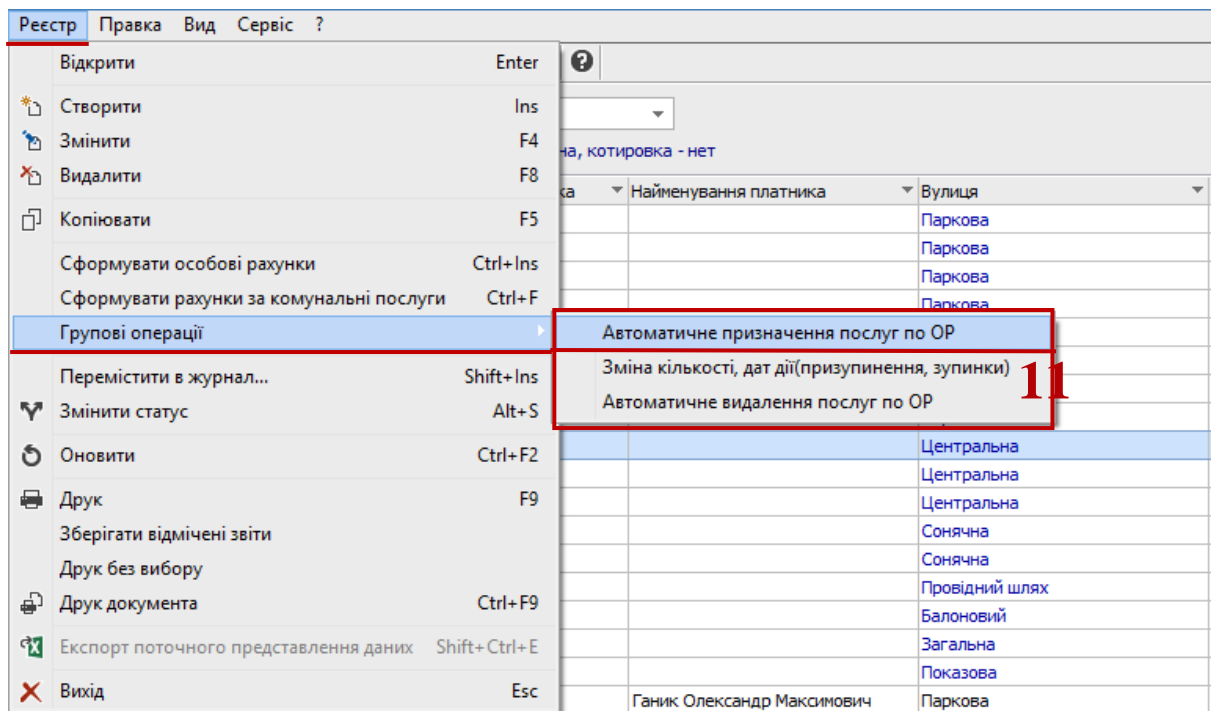 Реєстр Правка Вид Сервіс ?
Відкрити Enter
Створити Ins
Змінити F4
на, котировка - нет
Видалити F8
ка Найменування платника Вулиця
Копіювати F5
Паркова
Паркова
Сформувати особові рахунки Ctrl+Ins
Паркова
Сформувати рахунки за комунальні послуги Ctrl+F
Паркова
Групові операції
Автоматичне призначення послуг по ОР
Зміна кількості, дат дії(призупинення, зупинки)
11
Перемістити в журнал... Shift+Ins
Автоматичне видалення послуг по ОР
Змінити статус Alt+S
Центральна
Оновити Ctrl+F2
Центральна
Друк F9
Центральна
Зберігати відмічені звіти
Сонячна
Друк без вибору
Сонячна
Провідний шлях
Друк документа Ctrl+F9
Балоновий
Експорт поточного представлення даних Shift+Ctrl+E
Загальна
Показова
Вихід Esc
Ганик Олександр Максимович Паркова